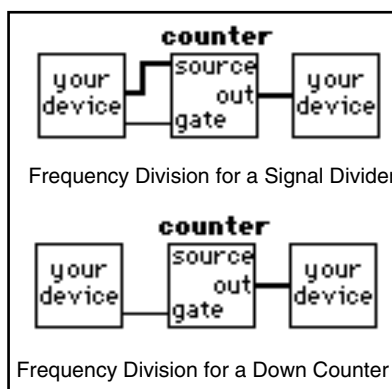 counter
your device
source
out
gate
your device
Frequency Division for a Signal Divider
counter
your device
source
out
gate
your device
Frequency Division for a Down Counter